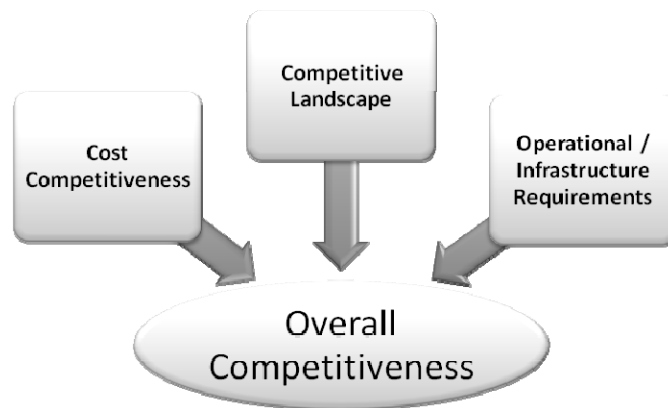 Competitive
Landscape
Cost
Competitiveness
Operational /
Infrastructure
Requirements
Overall
Competitiveness